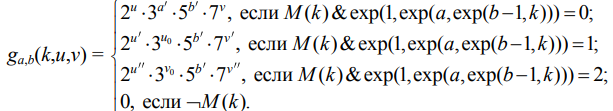 g_{a,b}(k,u,v) = { 2^{u}·3^{a'}·5^{b'}·7^{v}, если M(k)&exp(1,exp(a,exp(b−1,k)))=0;
2^{u'}·3^{u_0}·5^{b'}·7^{v'}, если M(k)&exp(1,exp(a,exp(b−1,k)))=1;
2^{u''}·3^{v_0}·5^{b'}·7^{v''}, если M(k)&exp(1,exp(a,exp(b−1,k)))=2;
0, если ¬M(k).